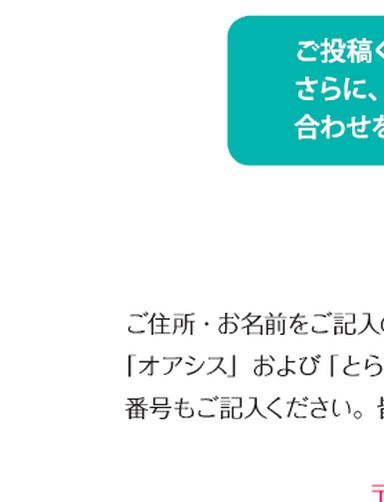 ご投稿く
さらに、
合わせを
ご住所・お名前をご記入の
「オアシス」および「とら
番号もご記入ください。